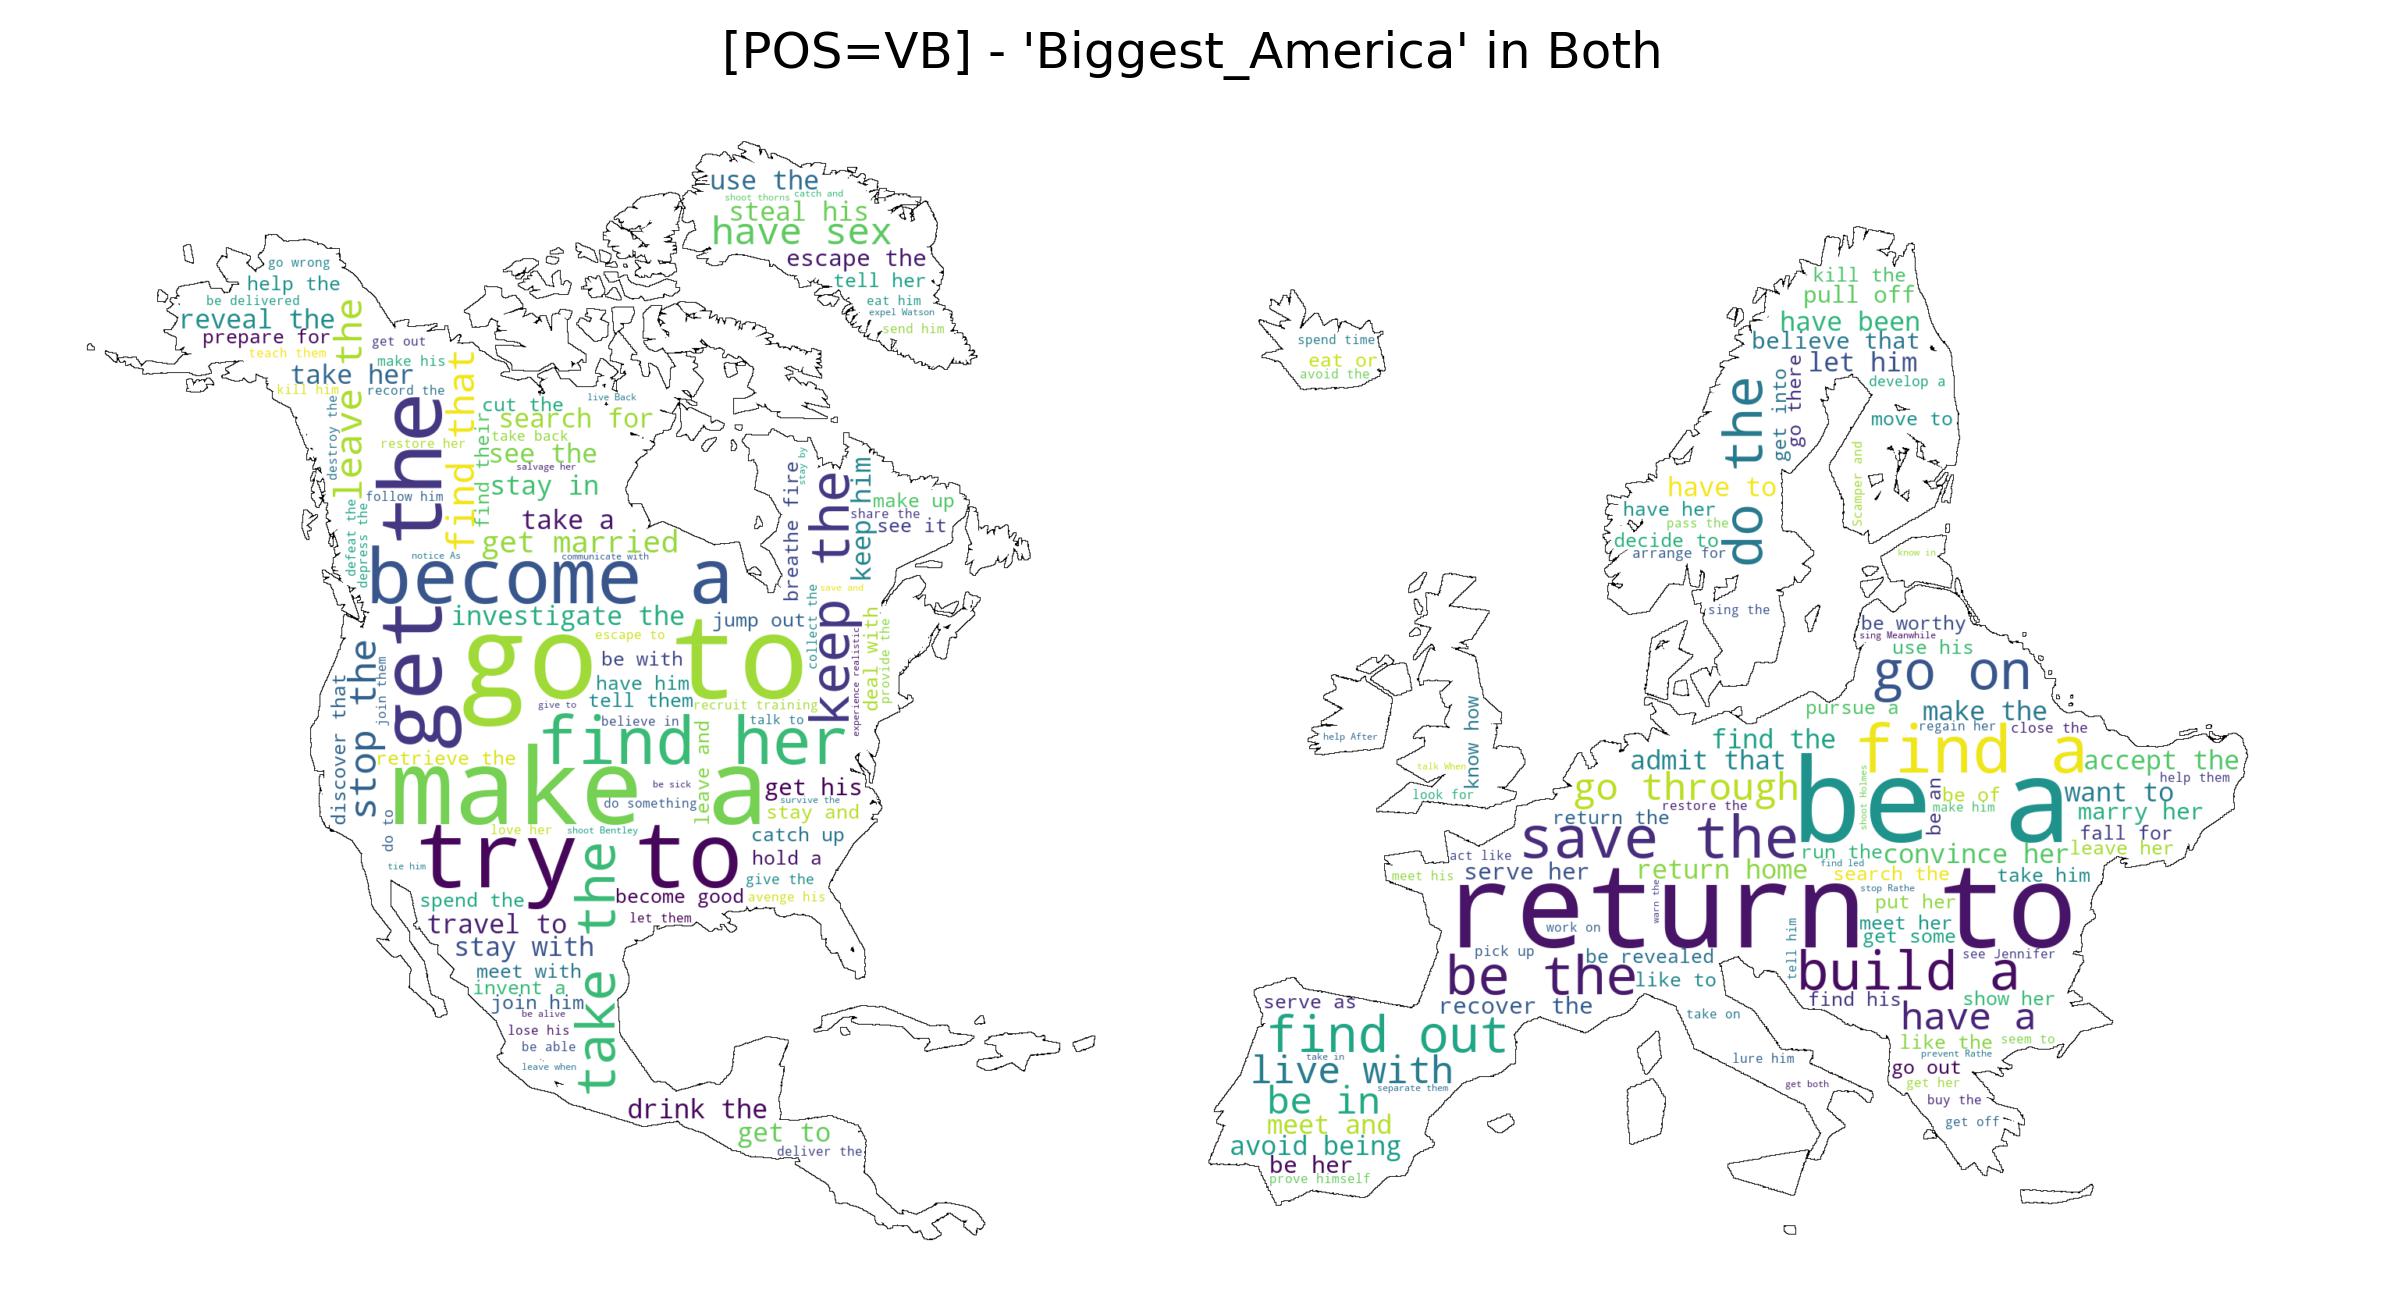 [POS=VB] - 'Biggest_America' in Both
use the
shoot thorns
catch and
steal his
have sex
escape the
tell her
eat him
expel Watson
send him
go wrong
help the
be delivered
reveal the
prepare for
teach them
get out
make his
take her
kill him
record the
leave the
find that
get the
destroy the
restore her
find their
cut the
live Back
search for
take back
see the
salvage her
stay in
follow him
take a
get married
notice As
communicate with
defeat the
depress the
become a
breathe fire
stay by
keep the
keep him
make up
share the
see it
save and
investigate the
jump out
collect the
escape to
go to
be with
have him
tell them
give to
recruit training
believe in
talk to
experience realistic
deal with
provide the
stop the
join them
discover that
find her
retrieve the
leave and
make a
be sick
do something
get his
survive the
stay and
do to
love her
shoot Bentley
catch up
try to
hold a
tie him
give the
spend the
become good
avenge his
let them
travel to
take the
stay with
meet with
invent a
join him
be alive
lose his
be able
leave when
drink the
get to
deliver the
spend time
eat or
avoid the
kill the
pull off
have been
believe that
let him
get into
go there
develop a
do the
move to
Scamper and
have to
have her
pass the
decide to
arrange for
know in
sing the
be worthy
sing Meanwhile
use his
go on
help After
talk When
know how
look for
pursue a
make the
regain her
close the
find the
find a
admit that
accept the
go through
be a
help them
shoot Holmes
be an
be of
make him
want to
restore the
marry her
return the
save the
fall for
act like
run the
convince her
leave her
find led
meet his
serve her
return home
search the
take him
return to
warn the
stop Rathe
put her
work on
meet her
get some
pick up
be revealed
tell him
see Jennifer
be the
like to
build a
serve as
recover the
find his
show her
take on
have a
find out
like the
seem to
take in
lure him
prevent Rathe
live with
go out
separate them
get both
get her
be in
buy the
meet and
get off
avoid being
be her
prove himself